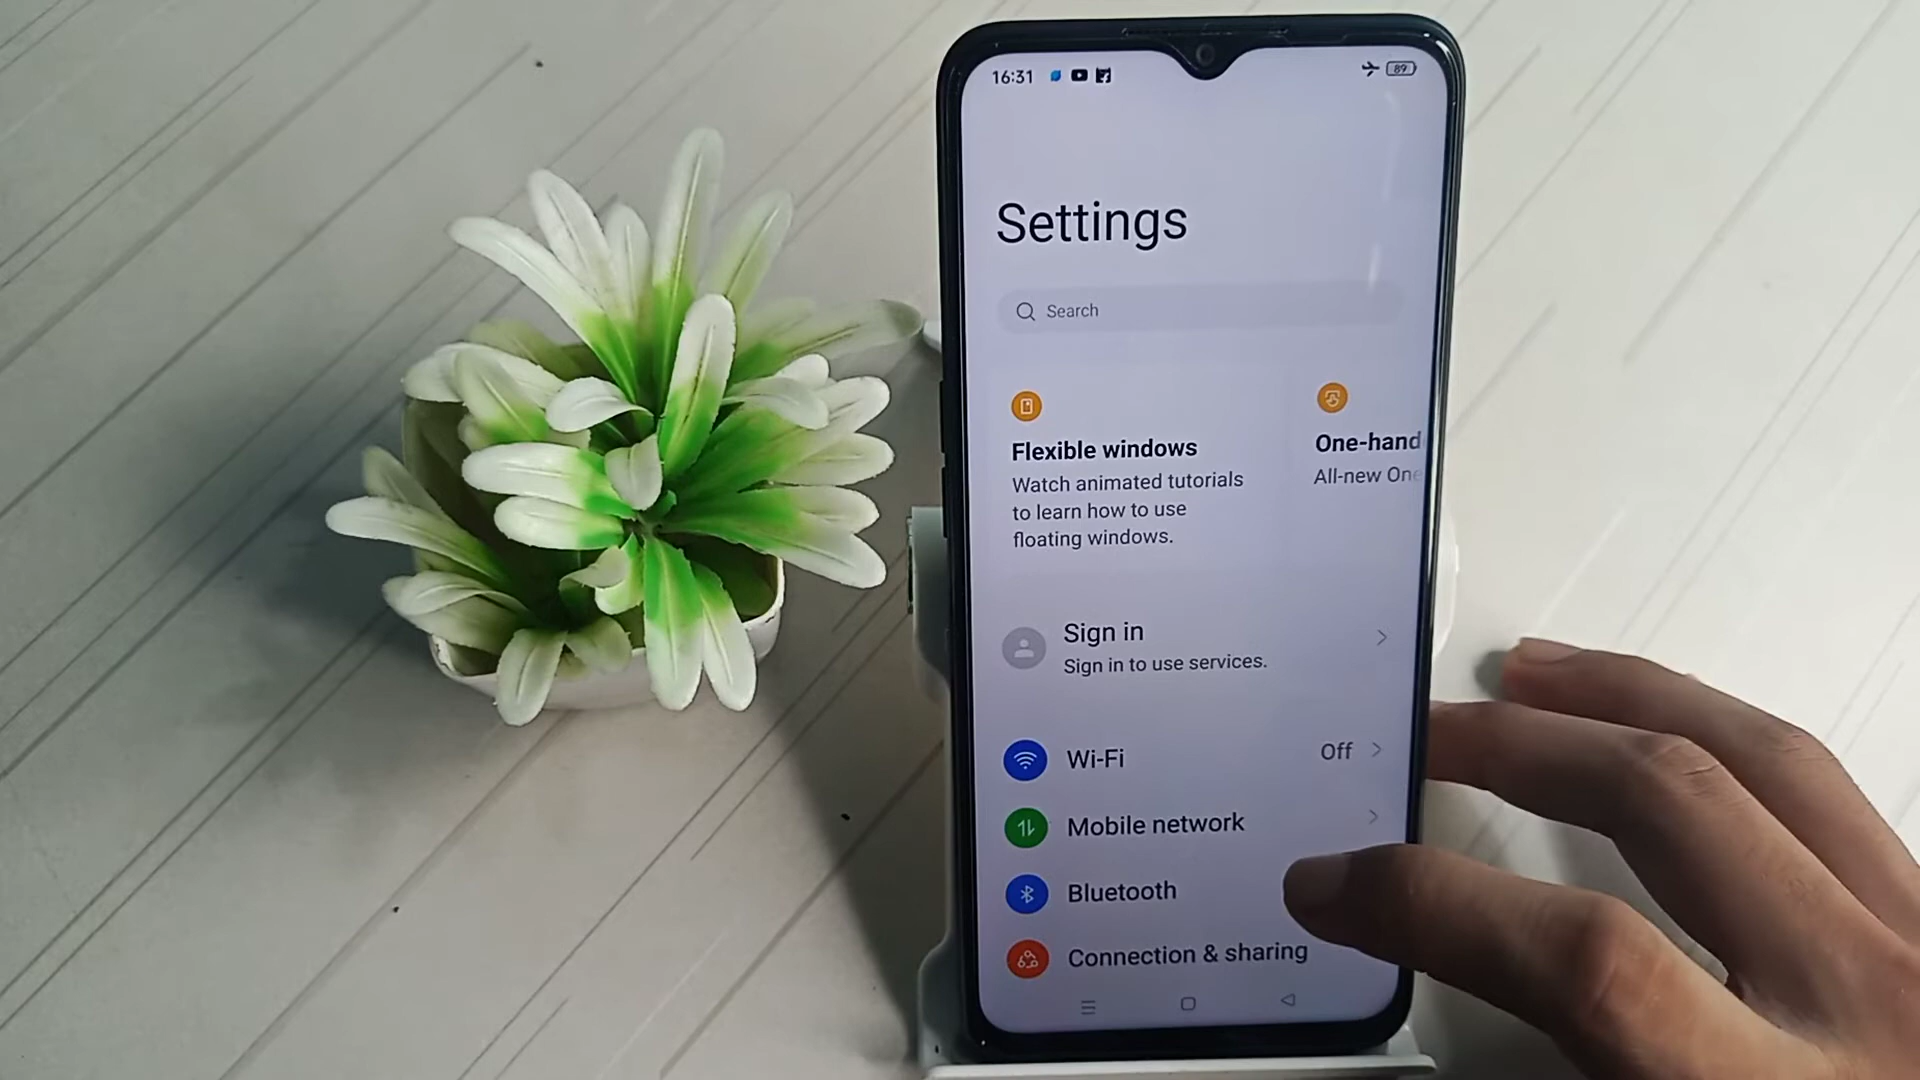 16:31
89
Settings
Search
Flexible windows
Watch animated tutorials
to learn how to use
floating windows.
One-hand
All-new One
Sign in
Sign in to use services.
Wi-Fi
Off
Mobile network
Bluetooth
Connection & sharing